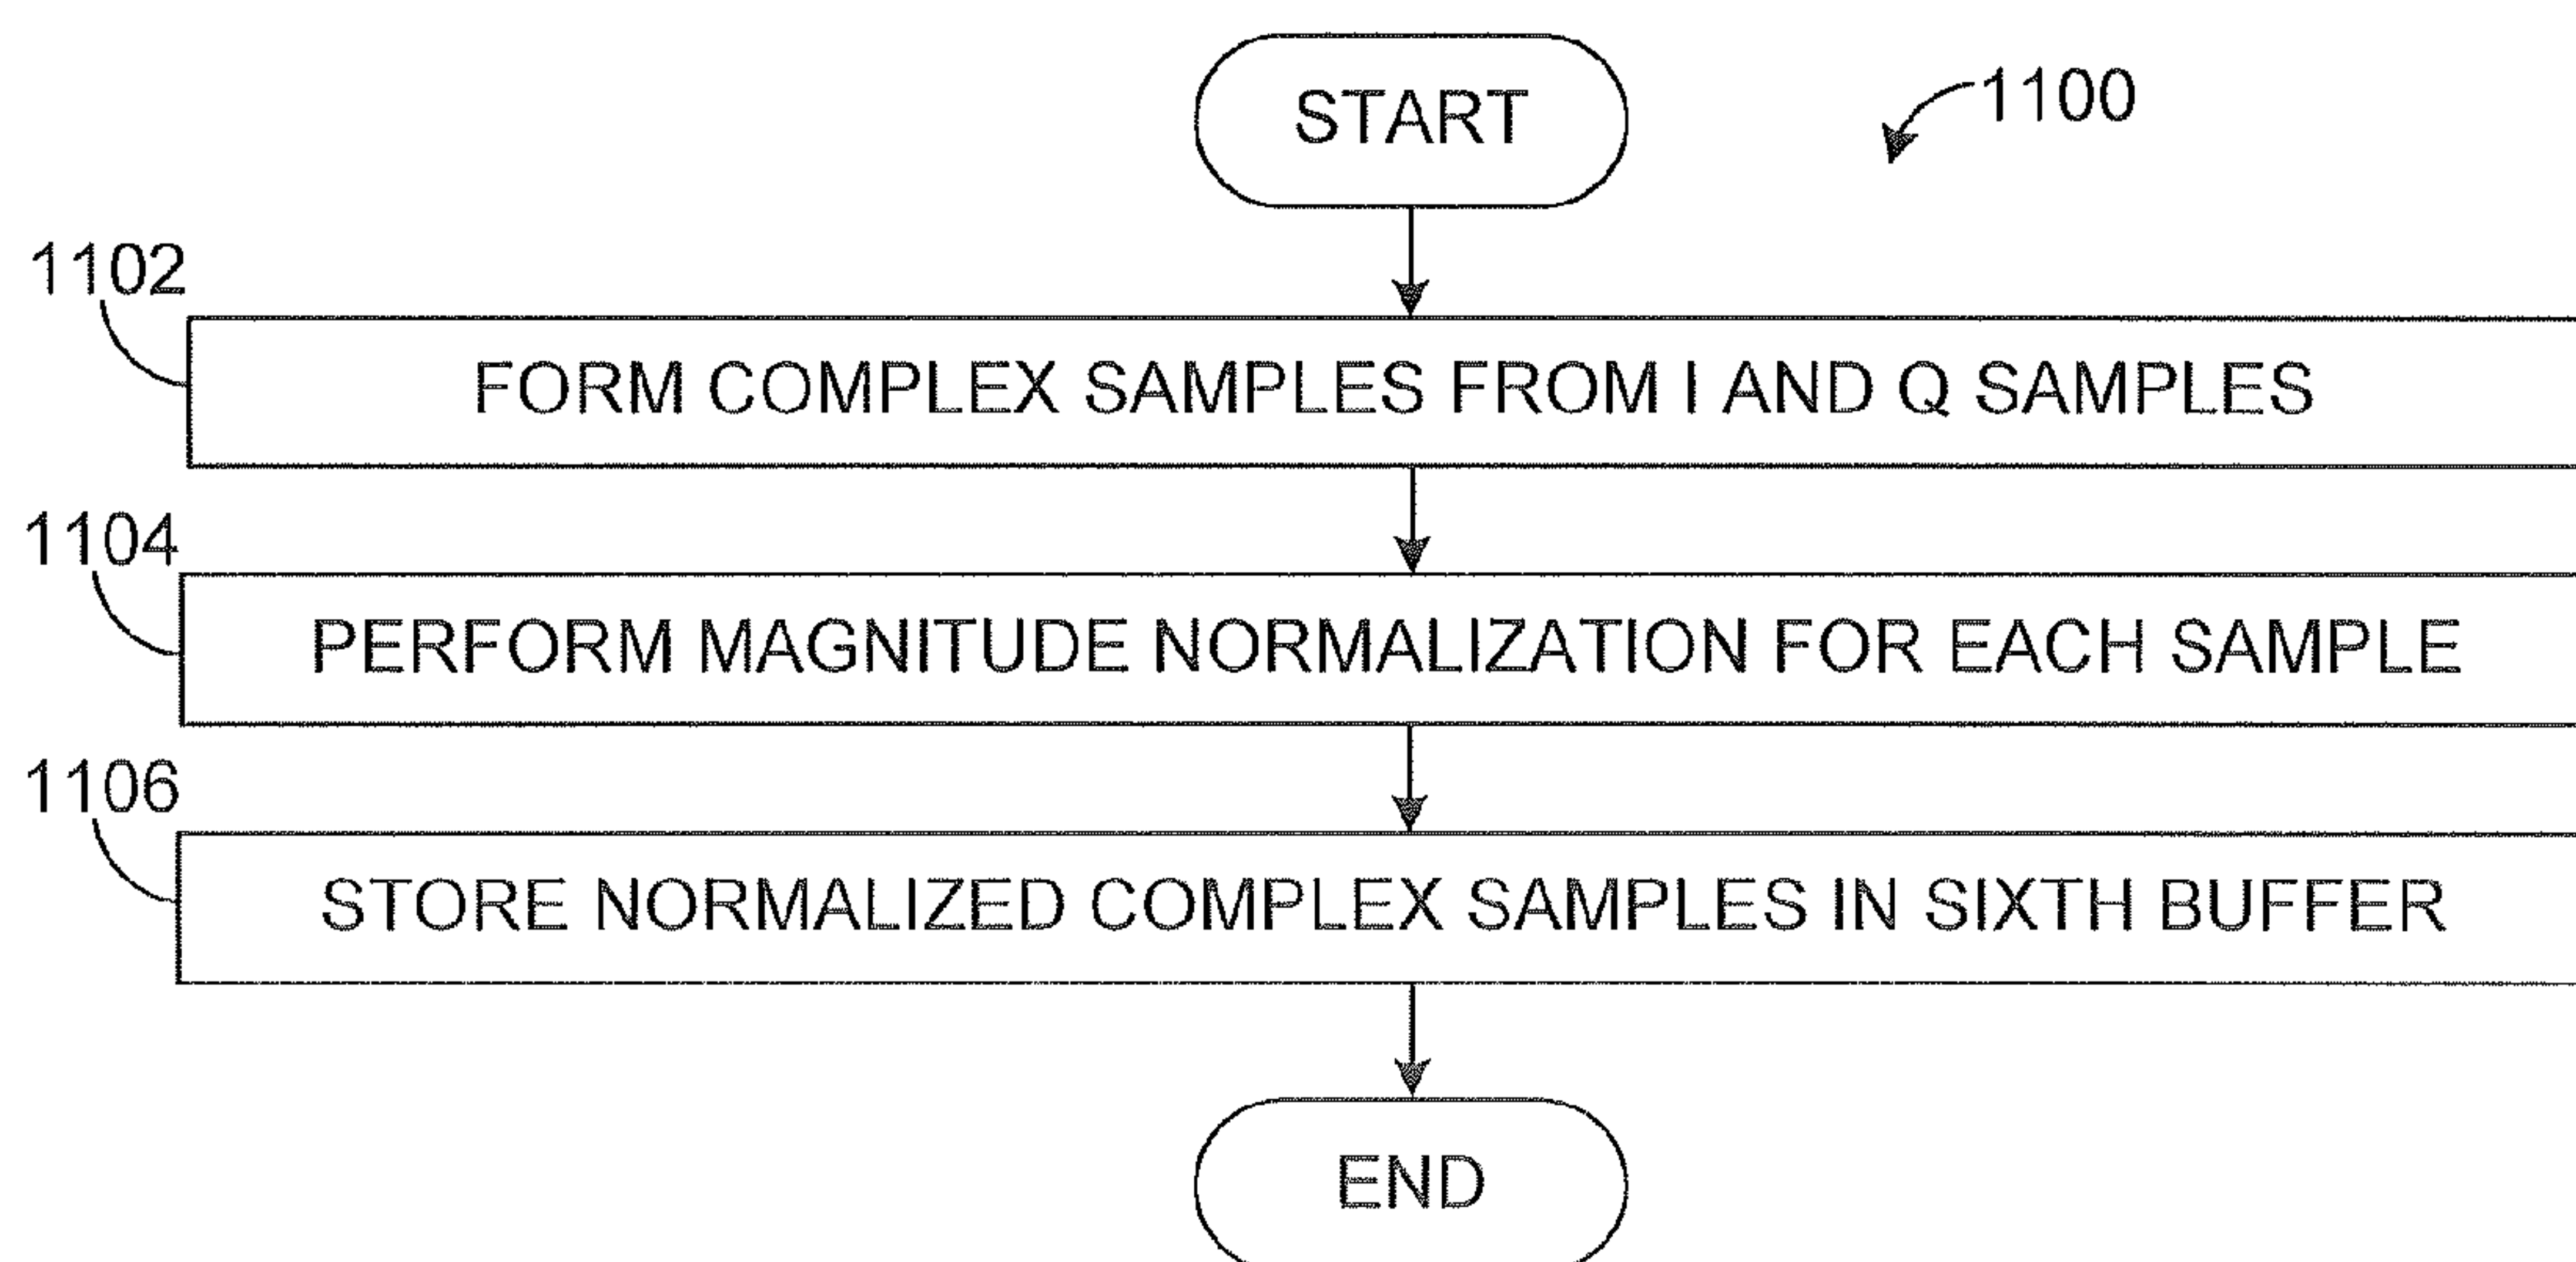 START
1100
1102
FORM COMPLEX SAMPLES FROM I AND Q SAMPLES
1104
PERFORM MAGNITUDE NORMALIZATION FOR EACH SAMPLE
1106
STORE NORMALIZED COMPLEX SAMPLES IN SIXTH BUFFER
END